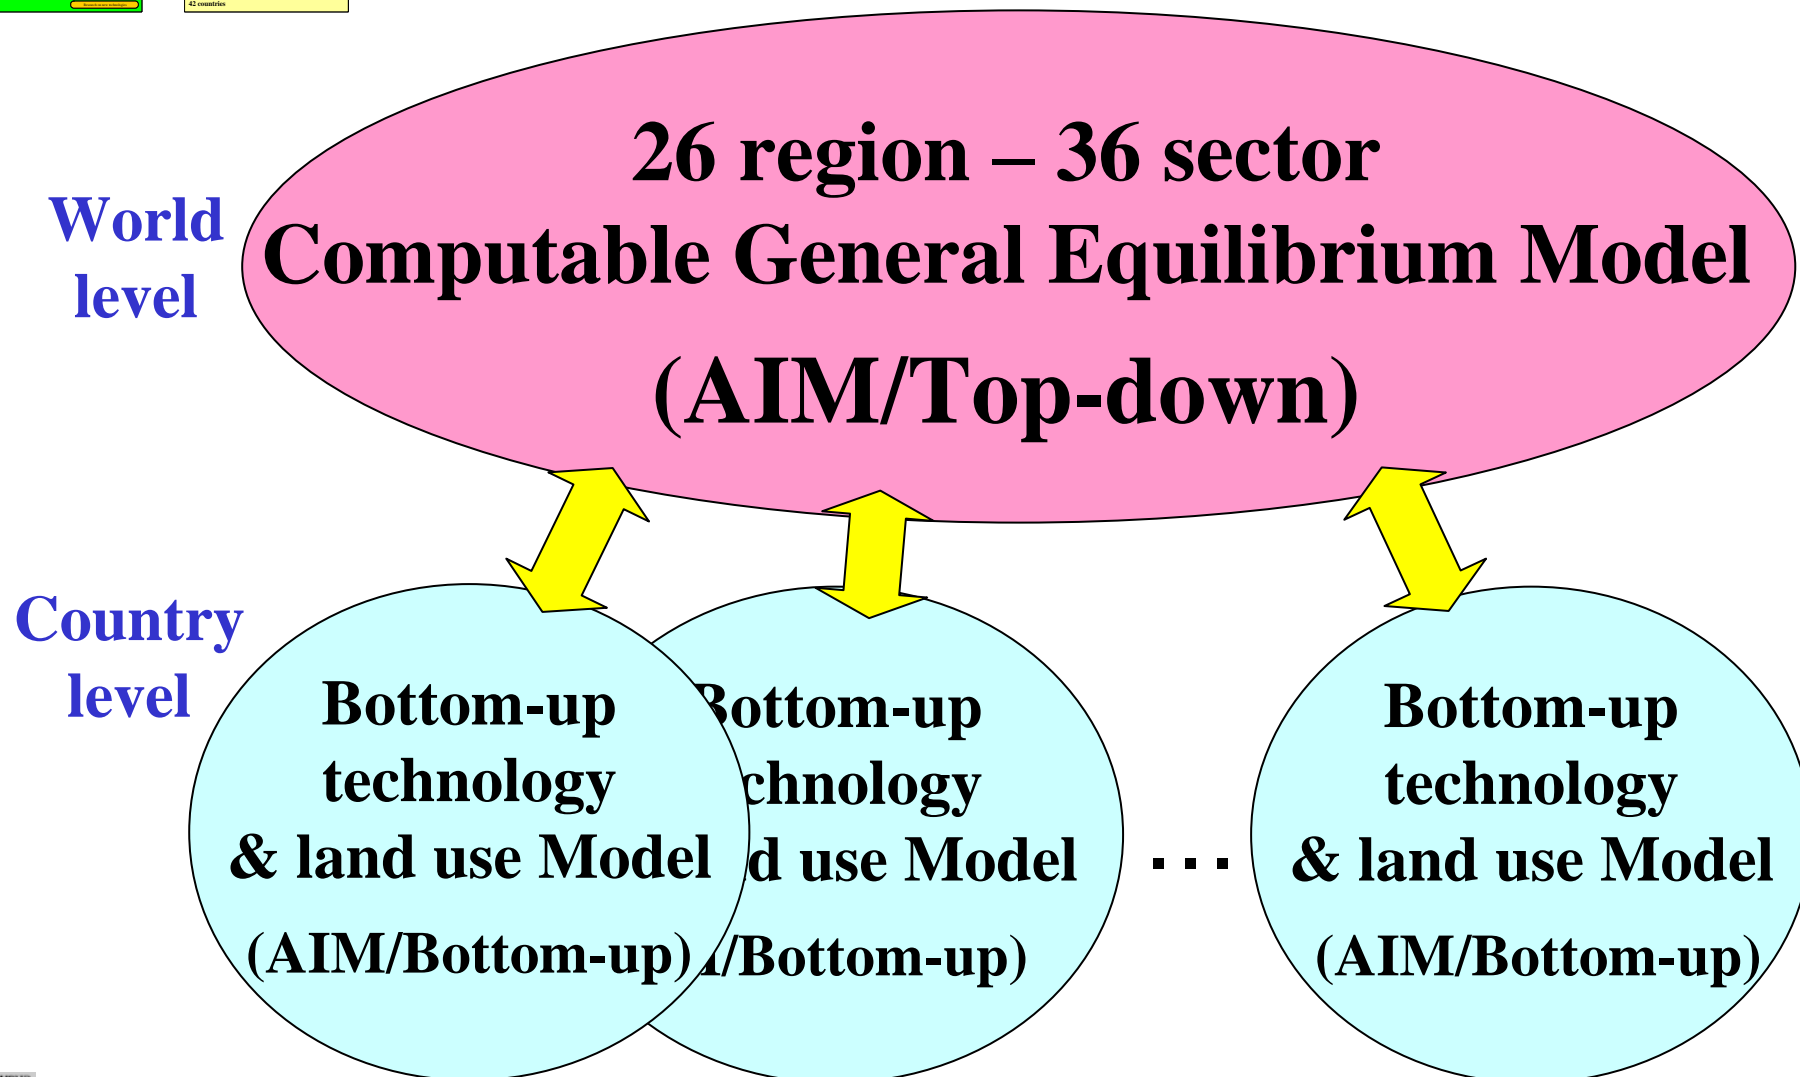 42 countries
26 region – 36 sector
Computable General Equilibrium Model
(AIM/Top-down)
World
level
Country
level
Bottom-up
technology
& land use Model
(AIM/Bottom-up)
Bottom-up
use Model
/Bottom-up)
...
Bottom-up
technology
& land use Model
(AIM/Bottom-up)